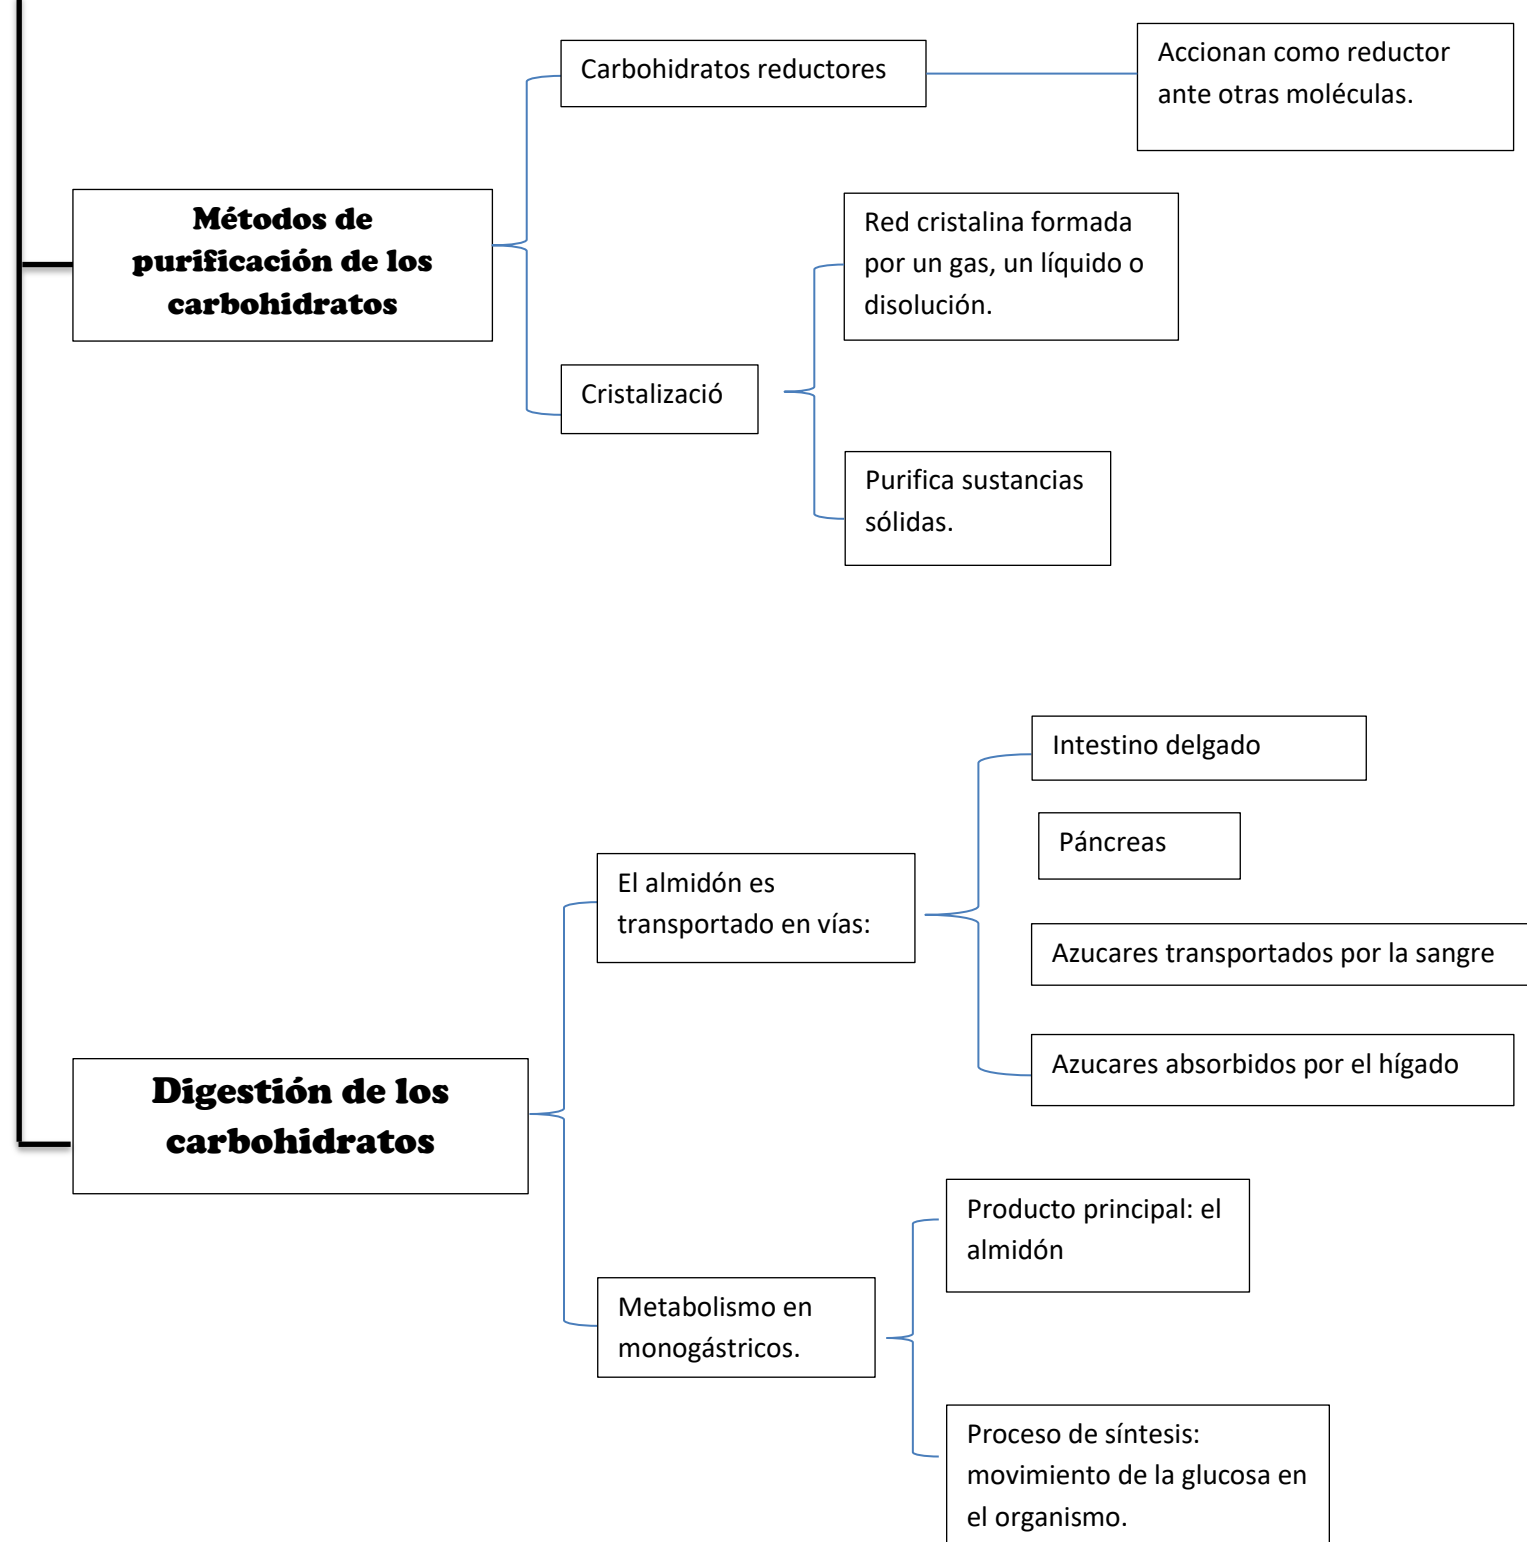 Carbohidratos reductores
Accionan como reductor
ante otras moléculas.
Métodos de
purificación de los
carbohidratos
Red cristalina formada
por un gas, un líquido o
disolución.
Cristalizació
Purifica sustancias
sólidas.
Intestino delgado
Páncreas
El almidón es
transportado en vías:
Azucares transportados por la sangre
Azucares absorbidos por el hígado
Digestión de los
carbohidratos
Producto principal: el
almidón
Metabolismo en
monogástricos.
Proceso de síntesis:
movimiento de la glucosa en
el organismo.